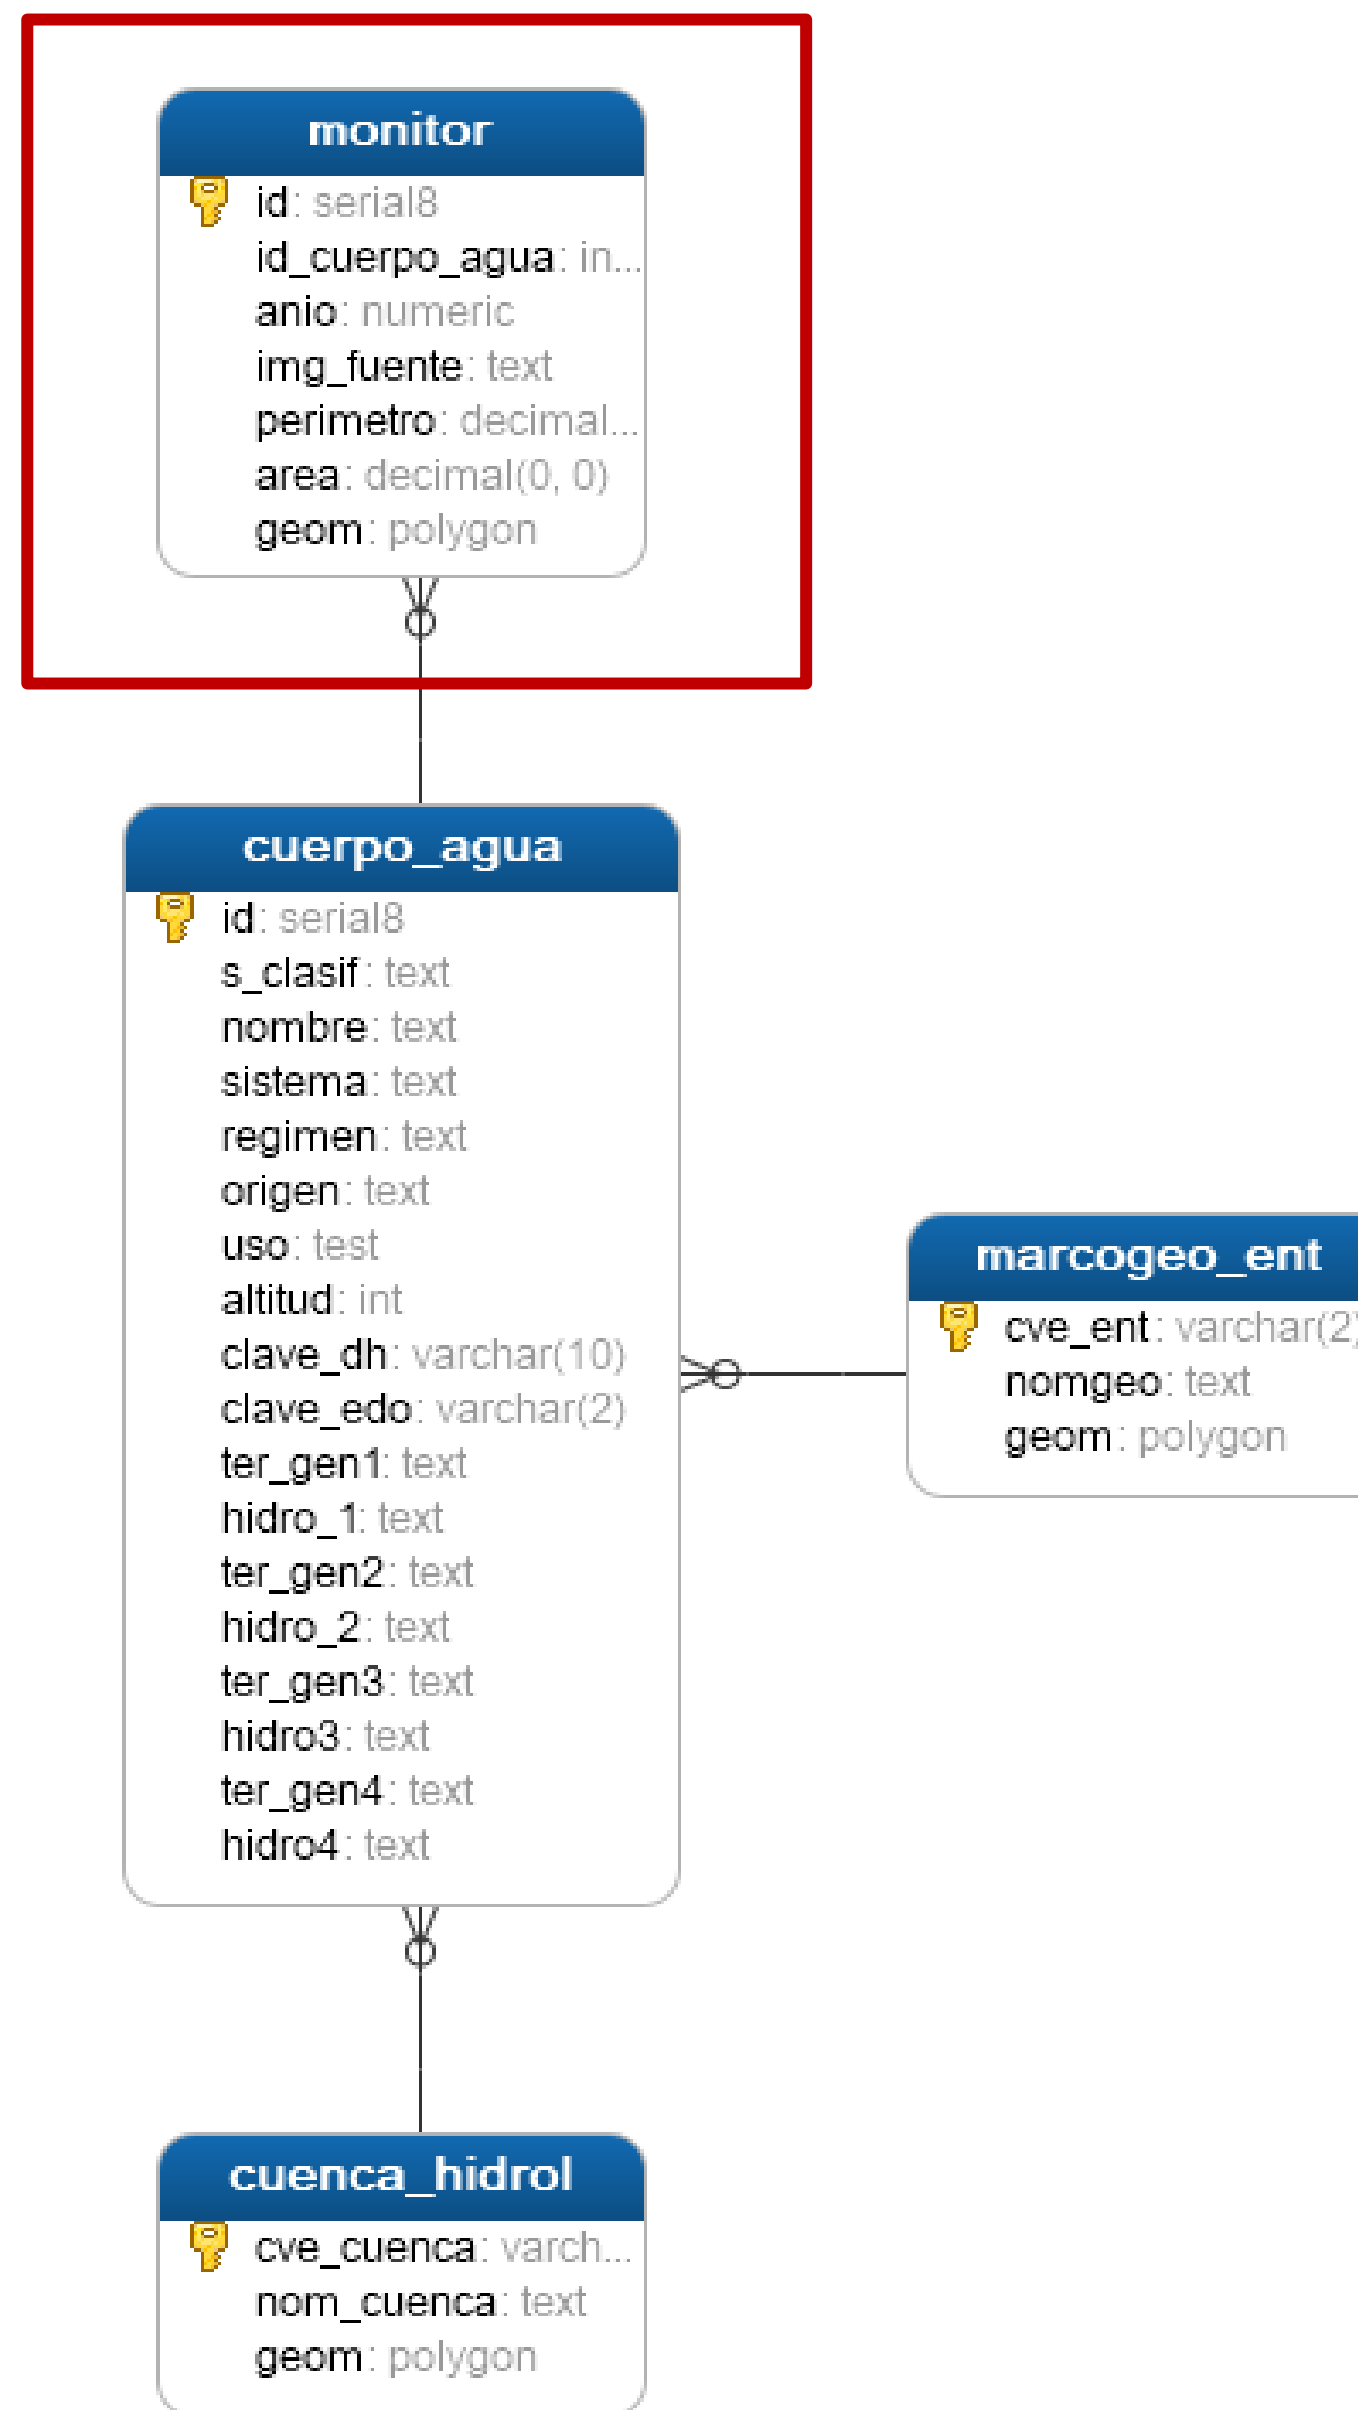 monitor
id: serial8
id_cuerpo_agua: in...
anio: numeric
img_fuente: text
perimetro: decimal...
area: decimal(0, 0)
geom: polygon
cuerpo_agua
id: serial8
s_clasif: text
nombre: text
sistema: text
regimen: text
origen: text
uso: test
altitud: int
clave_dh: varchar(10)
clave_edo: varchar(2)
ter_gen1: text
hidro_1: text
ter_gen2: text
hidro_2: text
ter_gen3: text
hidro3: text
ter_gen4: text
hidro4: text
marcogeo_ent
cve_ent: varchar(2)
nomgeo: text
geom: polygon
cuenca_hidrol
cve_cuenca: varch...
nom_cuenca: text
geom: polygon